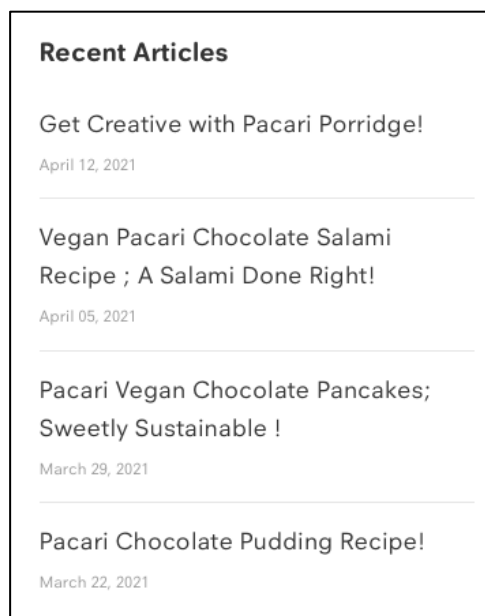 Recent Articles
Get Creative with Pacari Porridge!
April 12, 2021
Vegan Pacari Chocolate Salami
Recipe ; A Salami Done Right!
April 05, 2021
Pacari Vegan Chocolate Pancakes;
Sweetly Sustainable !
March 29, 2021
Pacari Chocolate Pudding Recipe!
March 22, 2021